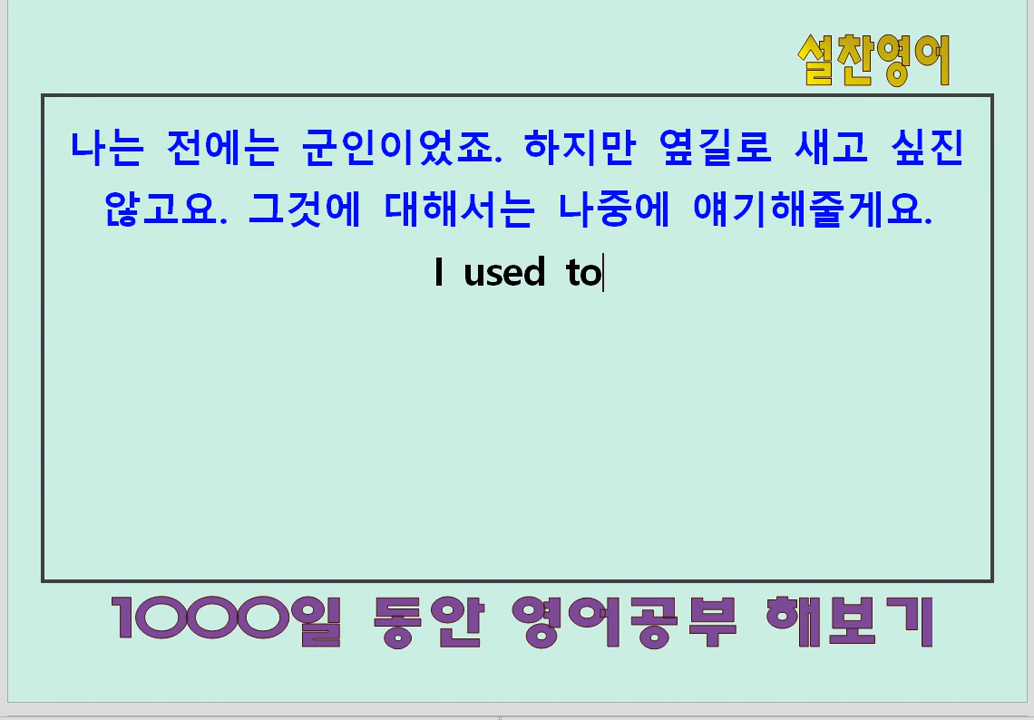 설찬영어
나는 전에는 군인이었죠. 하지만 옆길로 새고 싶진
않고요. 그것에 대해서는 나중에 얘기해줄게요.
I used to
1000일 동안 영어공부 해보기